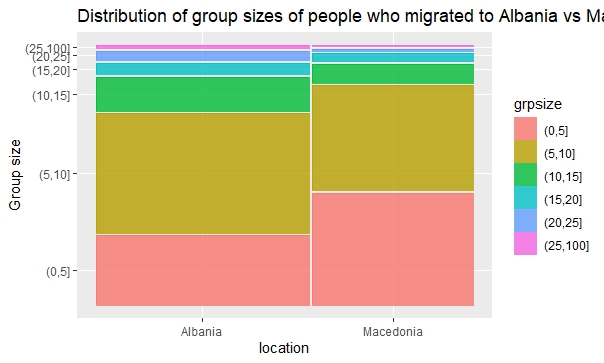 Distribution of group sizes of people who migrated to Albania vs Ma
(25,100]
(20,25]
(15,20]
(10,15]
(5,10]
(0,5]
Group size
Albania
Macedonia
location
grpsize
(0,5]
(5,10]
(10,15]
(15,20]
(20,25]
(25,100]